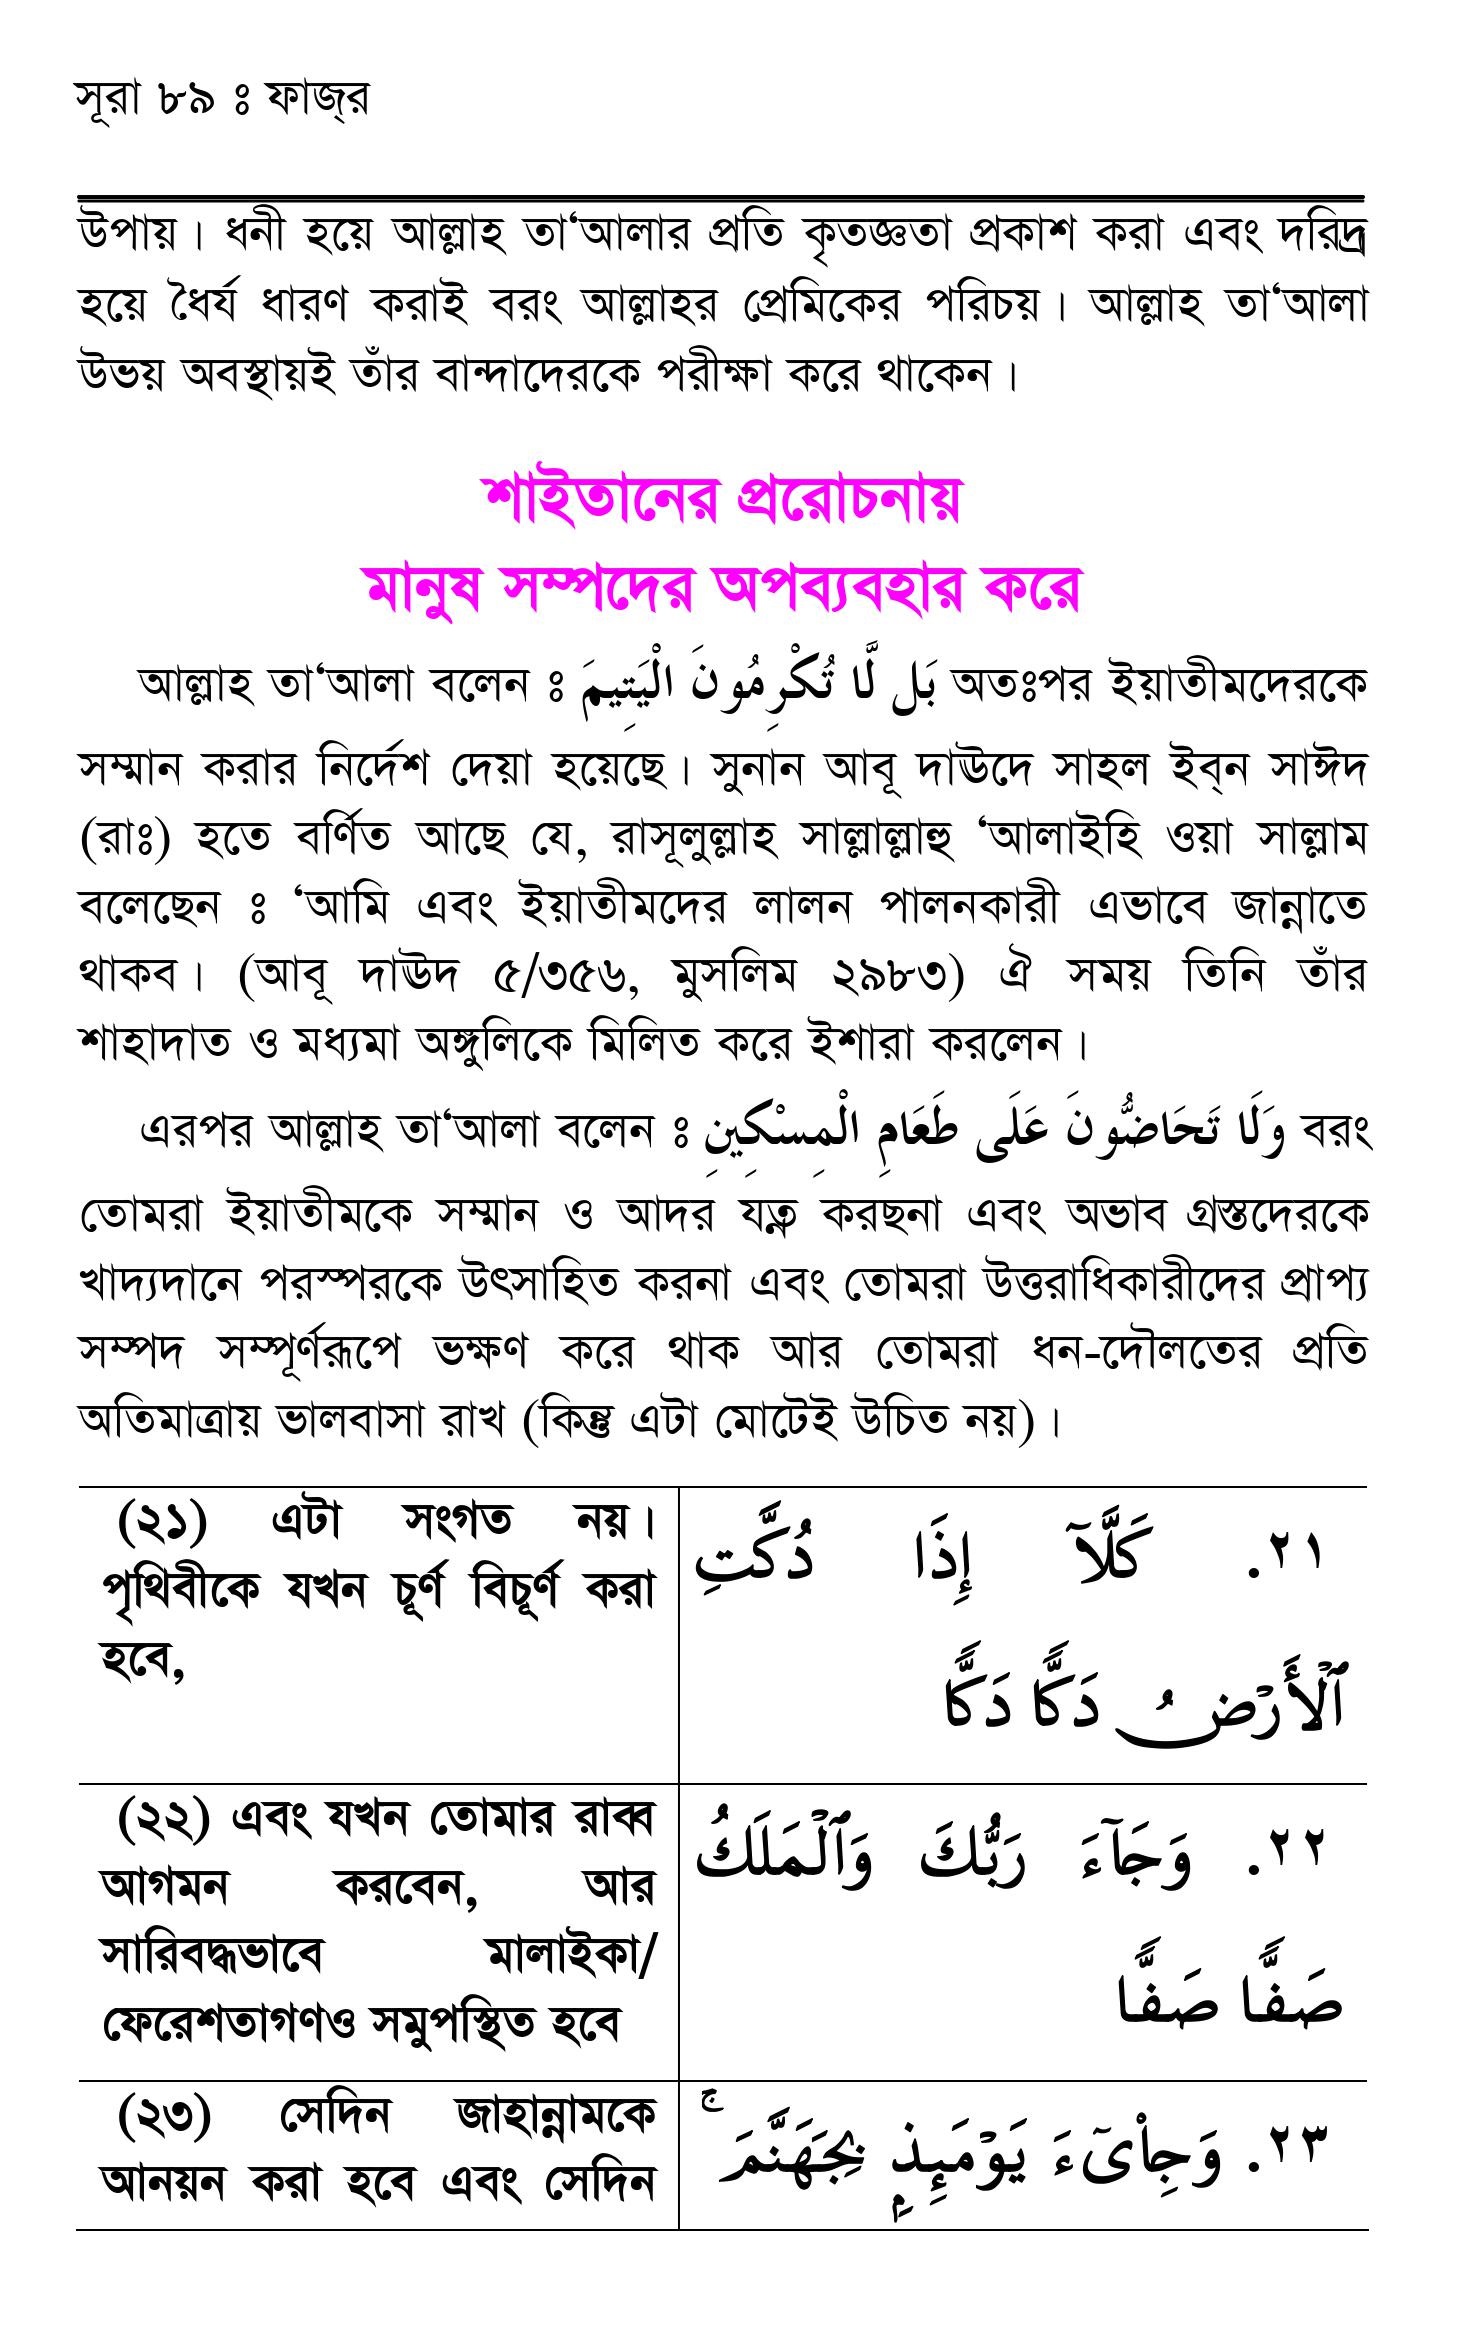 সূরা ৮৯ ঃ ফাজ্‌র
উপায়। ধনী হয়ে আল্লাহ তা‘আলার প্রতি কৃতজ্ঞতা প্রকাশ করা এবং দরিদ্র
হয়ে ধৈর্য ধারণ করাই বরং আল্লাহর প্রেমিকের পরিচয়। আল্লাহ তা‘আলা
উভয় অবস্থায়ই তাঁর বান্দাদেরকে পরীক্ষা করে থাকেন।
শাইতানের প্ররোচনায়
মানুষ সম্পদের অপব্যবহার করে
আল্লাহ তা‘আলা বলেন ঃ بَل لَّا تُكْرِمُونَ الْيَتِيمَ অতঃপর ইয়াতীমদেরকে
সম্মান করার নির্দেশ দেয়া হয়েছে। সুনান আবূ দাঊদে সাহল ইব্‌ন সাঈদ
(রাঃ) হতে বর্ণিত আছে যে, রাসূলুল্লাহ সাল্লাল্লাহু ‘আলাইহি ওয়া সাল্লাম
বলেছেন ঃ ‘আমি এবং ইয়াতীমদের লালন পালনকারী এভাবে জান্নাতে
থাকব। (আবূ দাঊদ ৫/৩৫৬, মুসলিম ২৯৮৩) ঐ সময় তিনি তাঁর
শাহাদাত ও মধ্যমা অঙ্গুলিকে মিলিত করে ইশারা করলেন।
এরপর আল্লাহ তা‘আলা বলেন ঃ وَلَا تَحَاضُّونَ عَلَى طَعَامِ الْمِسْكِينِ বরং
তোমরা ইয়াতীমকে সম্মান ও আদর যত্ন করছনা এবং অভাব গ্রস্তদেরকে
খাদ্যদানে পরস্পরকে উৎসাহিত করনা এবং তোমরা উত্তরাধিকারীদের প্রাপ্য
সম্পদ সম্পূর্ণরূপে ভক্ষণ করে থাক আর তোমরা ধন-দৌলতের প্রতি
অতিমাত্রায় ভালবাসা রাখ (কিন্তু এটা মোটেই উচিত নয়)।
(২১) এটা সংগত নয়।
পৃথিবীকে যখন চূর্ণ বিচূর্ণ করা
হবে,
٢١. كَلَّآ إِذَا دُكَّتِ
ٱلْأَرْضُ دَكًّا دَكًّا
(২২) এবং যখন তোমার রাব্ব
আগমন করবেন, আর
সারিবদ্ধভাবে মালাইকা/
ফেরেশতাগণও সমুপস্থিত হবে
٢٢. وَجَآءَ رَبُّكَ وَٱلْمَلَكُ
صَفًّا صَفًّا
(২৩) সেদিন জাহান্নামকে
আনয়ন করা হবে এবং সেদিন
٢٣. وَجِا۟ىٓءَ يَوْمَئِذٍۭ بِجَهَنَّمَ ۚ